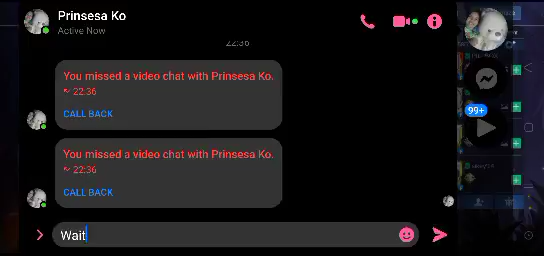 Prinsesa Ko
Active Now
22:36
You missed a video chat with Prinsesa Ko.
22:36
CALL BACK
You missed a video chat with Prinsesa Ko.
22:36
CALL BACK
Wait
99+